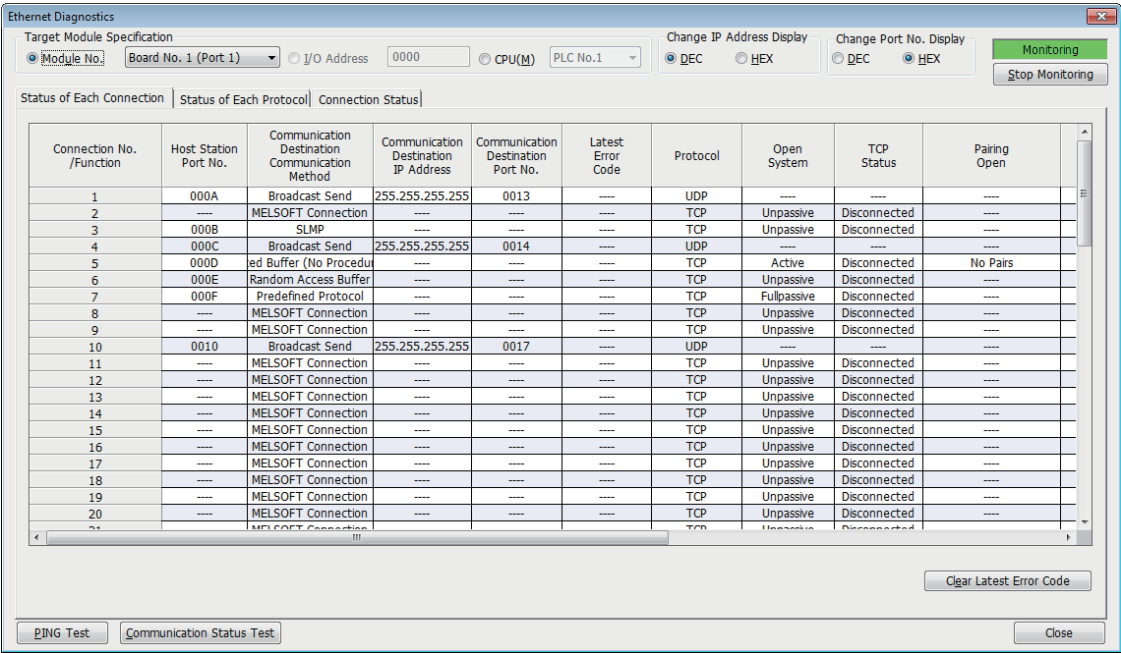 Ethernet Diagnostics
Target Module Specification
Module No. Board No. 1 (Port 1) I/O Address 0000 CPU(M) PLC No.1
Change IP Address Display
DEC HEX
Change Port No. Display
DEC HEX
Monitoring
Stop Monitoring
Status of Each Connection Status of Each Protocol Connection Status
Connection No. /Function Host Station Port No. Communication Destination Communication Method Communication Destination IP Address Communication Destination Port No. Latest Error Code Protocol Open System TCP Status Pairing Open
1 000A Broadcast Send 255.255.255.255 0013 ---- UDP ---- ---- ----
2 ---- MELSOFT Connection ---- ---- ---- TCP Unpassive Disconnected ----
3 000B SLMP ---- ---- ---- TCP Unpassive Disconnected ----
4 000C Broadcast Send 255.255.255.255 0014 ---- UDP ---- ---- ----
5 000D ed Buffer (No Procedu ---- ---- ---- TCP Active Disconnected No Pairs
6 000E Random Access Buffer ---- ---- ---- TCP Unpassive Disconnected ----
7 000F Predefined Protocol ---- ---- ---- TCP Fullpassive Disconnected ----
8 ---- MELSOFT Connection ---- ---- ---- TCP Unpassive Disconnected ----
9 ---- MELSOFT Connection ---- ---- ---- TCP Unpassive Disconnected ----
10 0010 Broadcast Send 255.255.255.255 0017 ---- UDP ---- ---- ----
11 ---- MELSOFT Connection ---- ---- ---- TCP Unpassive Disconnected ----
12 ---- MELSOFT Connection ---- ---- ---- TCP Unpassive Disconnected ----
13 ---- MELSOFT Connection ---- ---- ---- TCP Unpassive Disconnected ----
14 ---- MELSOFT Connection ---- ---- ---- TCP Unpassive Disconnected ----
15 ---- MELSOFT Connection ---- ---- ---- TCP Unpassive Disconnected ----
16 ---- MELSOFT Connection ---- ---- ---- TCP Unpassive Disconnected ----
17 ---- MELSOFT Connection ---- ---- ---- TCP Unpassive Disconnected ----
18 ---- MELSOFT Connection ---- ---- ---- TCP Unpassive Disconnected ----
19 ---- MELSOFT Connection ---- ---- ---- TCP Unpassive Disconnected ----
20 ---- MELSOFT Connection ---- ---- ---- TCP Unpassive Disconnected ----
Clear Latest Error Code
PING Test Communication Status Test Close